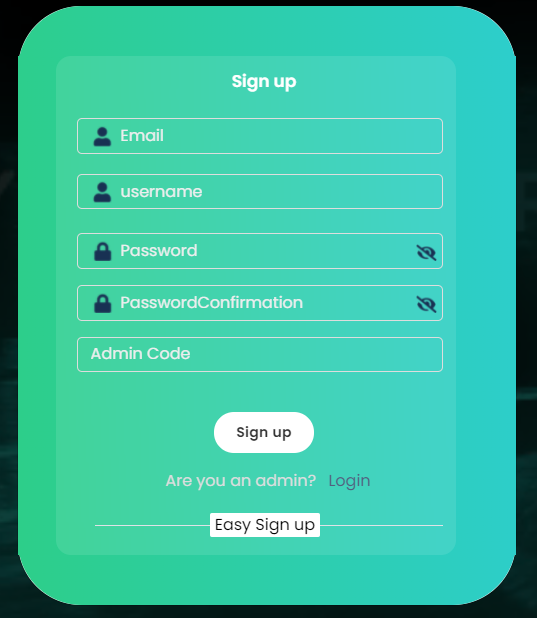 Sign up
Email
username
Password
PasswordConfirmation
Admin Code
Sign up
Are you an admin? Login
Easy Sign up